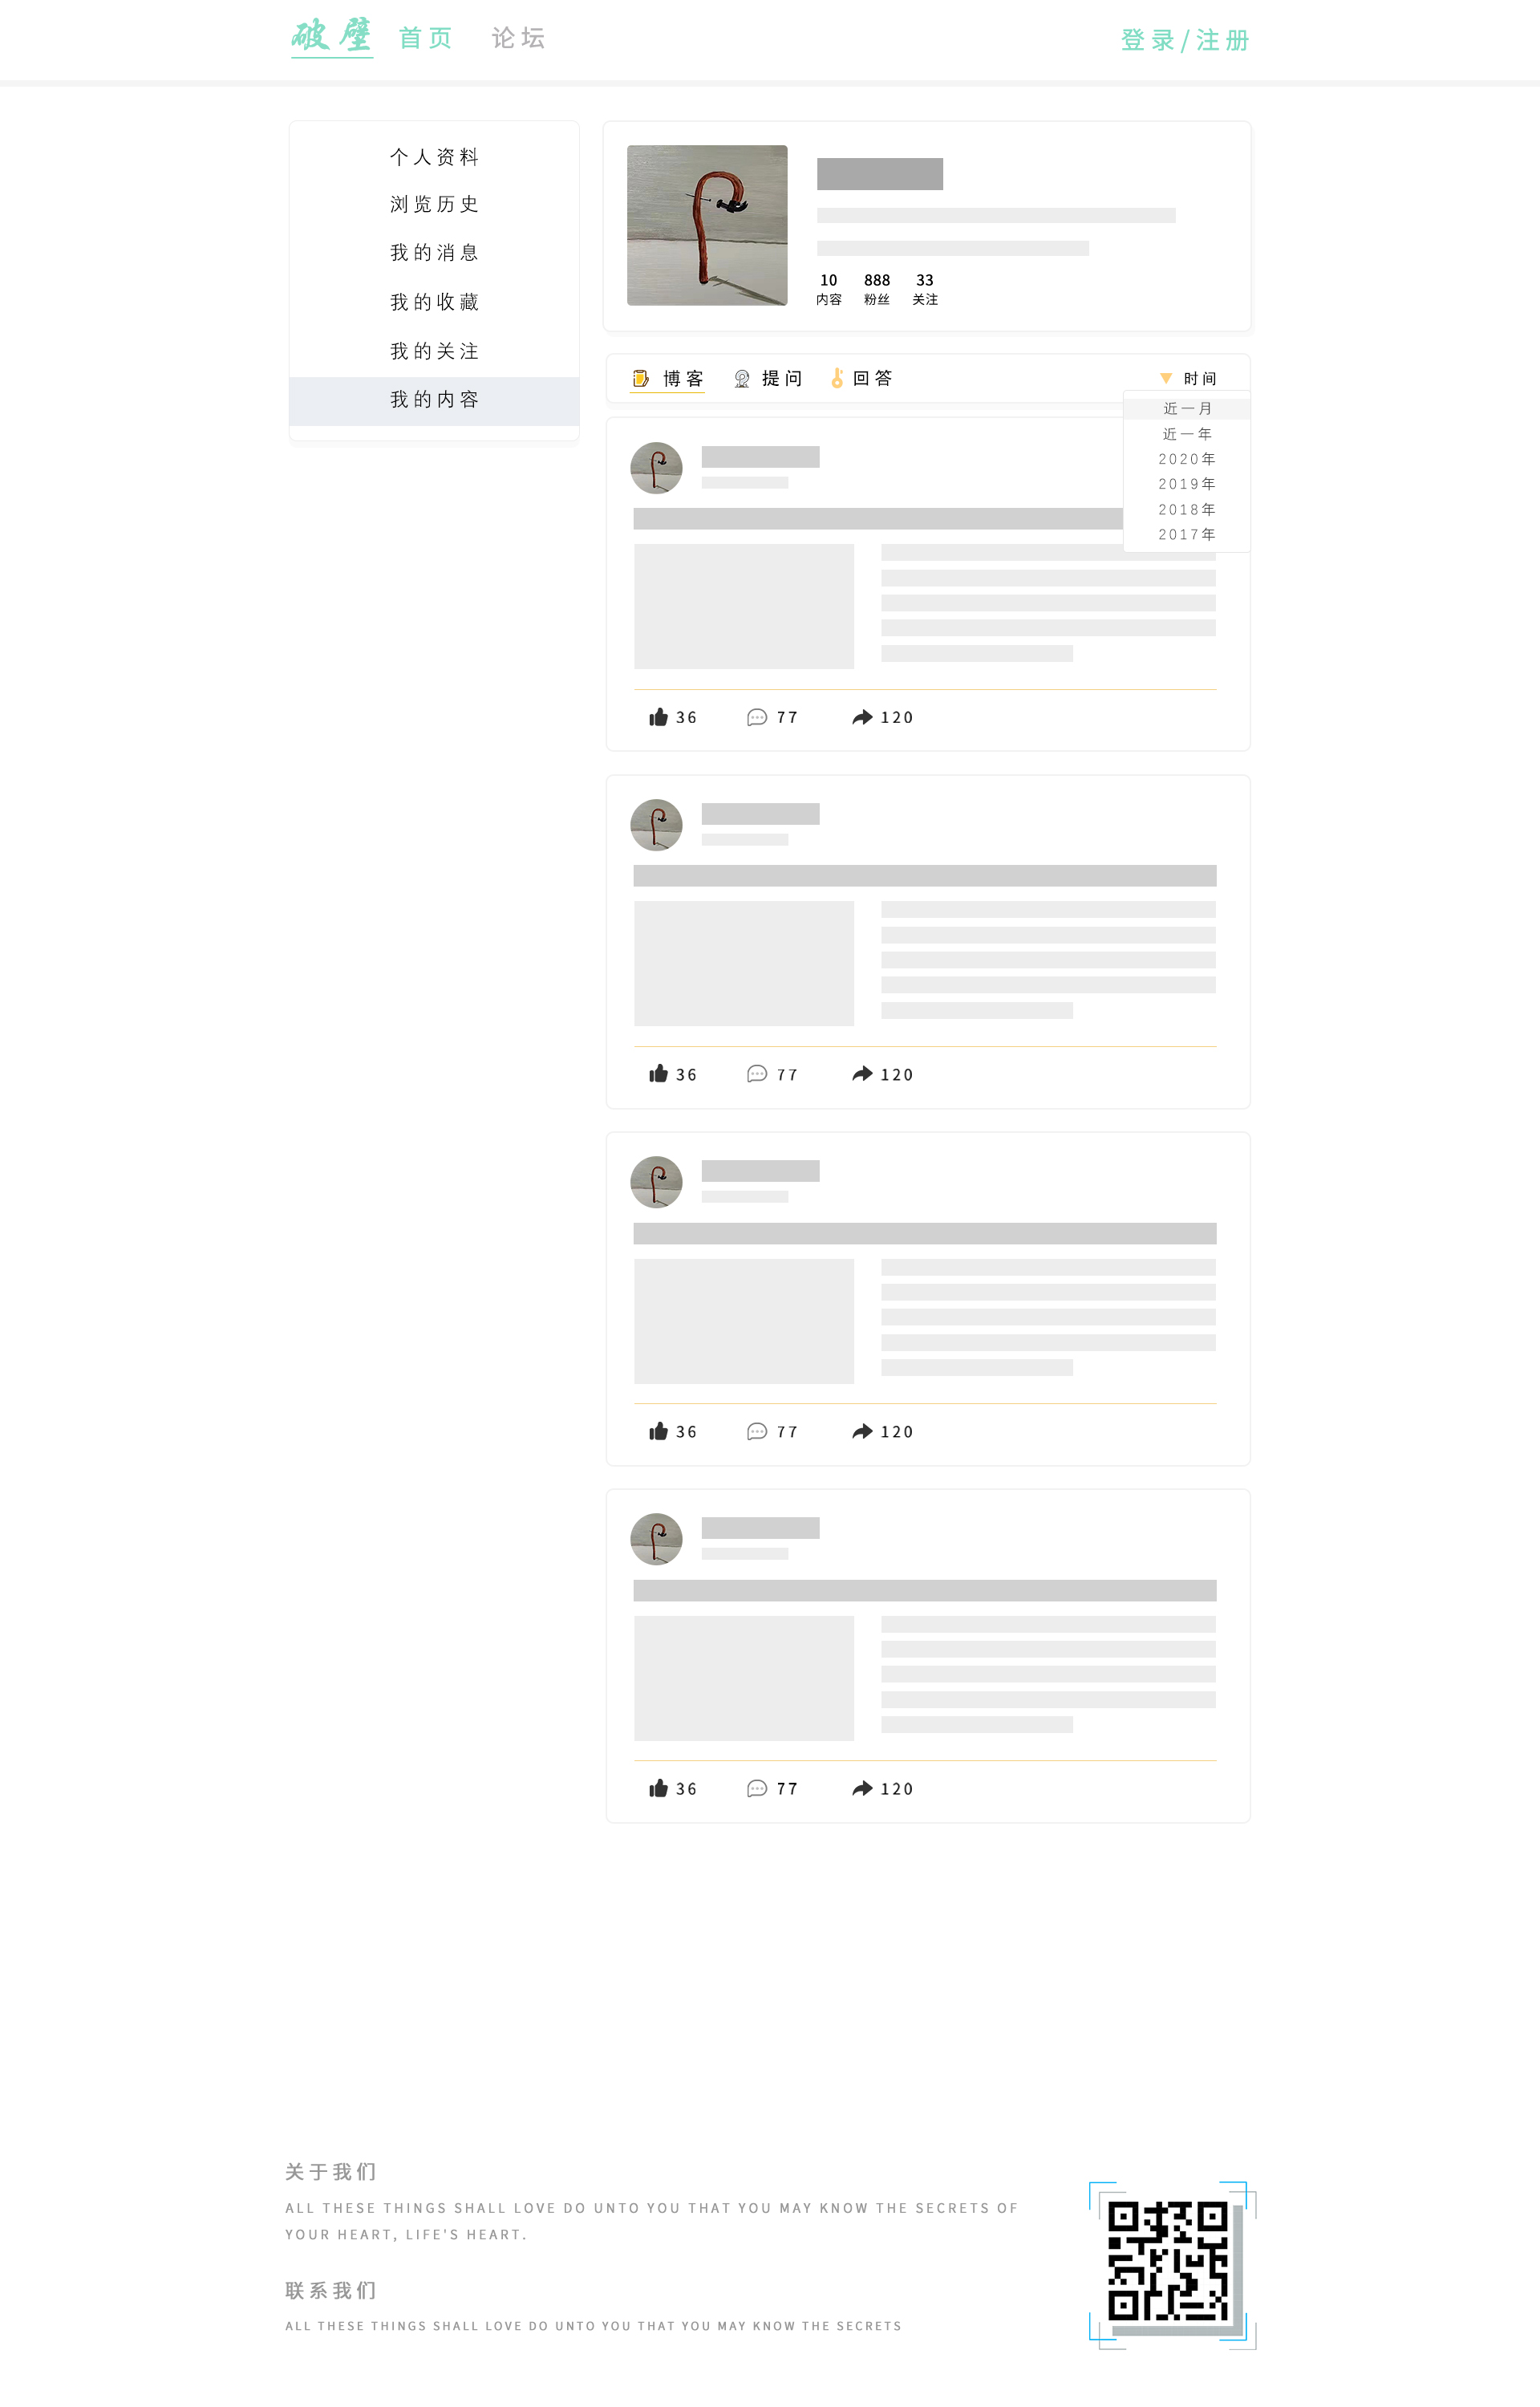 破壁 首页 论坛 登录/注册
个人资料
浏览历史
我的消息
我的收藏
我的关注
我的内容
10 888 33
内容 粉丝 关注
博客 提问 回答 时间
近一月
近一年
2020年
2019年
2018年
2017年
36 77 120
36 77 120
36 77 120
36 77 120
关于我们
ALL THESE THINGS SHALL LOVE DO UNTO YOU THAT YOU MAY KNOW THE SECRETS OF
YOUR HEART, LIFE'S HEART.
联系我们
ALL THESE THINGS SHALL LOVE DO UNTO YOU THAT YOU MAY KNOW THE SECRETS